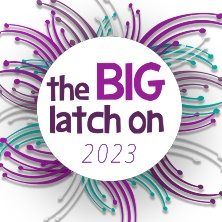 the BIG
latch on
2023